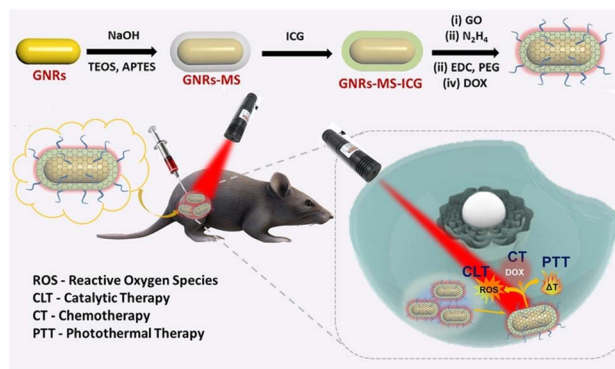 NaOH
TEOS, APTES
ICG
(i) GO
(ii) N₂H₄
(ii) EDC, PEG
(iv) DOX
GNRs
GNRs-MS
GNRs-MS-ICG
ROS - Reactive Oxygen Species
CLT - Catalytic Therapy
CT - Chemotherapy
PTT - Photothermal Therapy
CLT
ROS
CT
DOX
PTT
ΔT